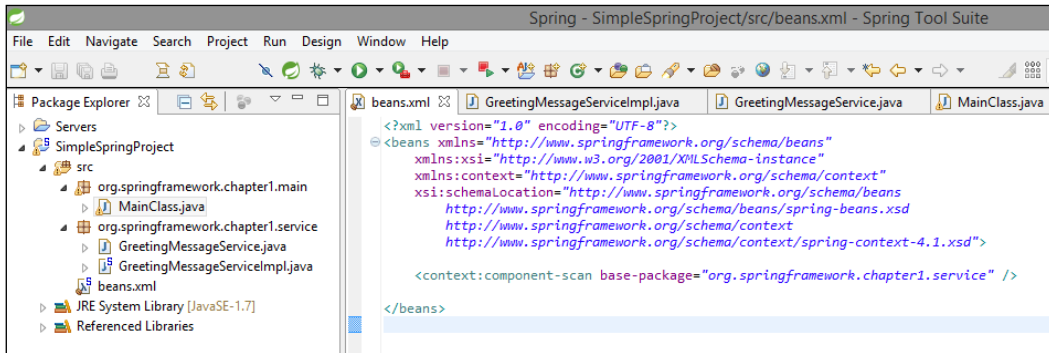 Spring - SimpleSpringProject/src/beans.xml - Spring Tool Suite
File Edit Navigate Search Project Run Design Window Help
Package Explorer
Servers
SimpleSpringProject
src
org.springframework.chapter1.main
MainClass.java
org.springframework.chapter1.service
GreetingMessageService.java
GreetingMessageServiceImpl.java
beans.xml
JRE System Library [JavaSE-1.7]
Referenced Libraries
beans.xml GreetingMessageServiceImpl.java GreetingMessageService.java MainClass.java
<?xml version="1.0" encoding="UTF-8"?>
<beans xmlns="http://www.springframework.org/schema/beans"
xmlns:xsi="http://www.w3.org/2001/XMLSchema-instance"
xmlns:context="http://www.springframework.org/schema/context"
xsi:schemaLocation="http://www.springframework.org/schema/beans
http://www.springframework.org/schema/beans/spring-beans.xsd
http://www.springframework.org/schema/context
http://www.springframework.org/schema/context/spring-context-4.1.xsd">
<context:component-scan base-package="org.springframework.chapter1.service" />
</beans>